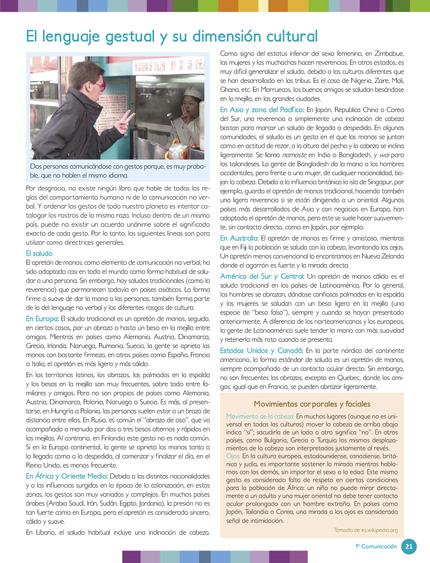 El lenguaje gestual y su dimensión cultural
Dos personas comunicándose con gestos porque, es muy proba-
ble, que no hablen el mismo idioma.
Por desgracia, no existe ningún libro que hable de todas las re-
glas del comportamiento humano ni de la comunicación no ver-
bal. Y ordenar los gestos de todo nuestro planeta es intentar ca-
talogar los rostros de la misma raza. Incluso dentro de un mismo
país, puede no existir un acuerdo unánime sobre el significado
exacto de cada gesto. Por lo tanto, las siguientes líneas son para
utilizar como directrices generales.
El saludo
El apretón de manos, como elemento de comunicación no verbal, ha
sido adoptado casi en todo el mundo como forma habitual de salu-
dar a una persona. Sin embargo, hay saludos tradicionales (como la
reverencia) que permanecen todavía en países asiáticos. La forma
firme o suave de dar la mano a las personas, también forma parte
de la del lenguaje no verbal y los diferentes rasgos de cultura.
En Europa: El saludo tradicional es un apretón de manos, seguido,
en ciertos casos, por un abrazo o hasta un beso en la mejilla entre
amigos. Mientras en países como Alemania, Austria, Dinamarca,
Grecia, Irlanda, Noruega, Rumania, Suecia, la gente se aprieta las
manos con bastante firmeza, en otros países como España, Francia
o Italia, el apretón es más ligero y más cálido.
En los territorios latinos, los abrazos, las palmadas en la espalda
y los besos en la mejilla son muy frecuentes, sobre todo entre fa-
miliares y amigos. Pero no son propios de países como Alemania,
Austria, Dinamarca, Polonia, Noruega o Suecia. Es más, al presen-
tarse, en Hungría o Polonia, las personas suelen estar a un brazo de
distancia entre ellas. En Rusia, es común el "abrazo de oso", que va
acompañado a menudo por dos o tres besos alternos y rápidos en
las mejillas. Al contrario, en Finlandia este gesto no es nada común.
Si en la Europa continental, la gente se aprieta las manos tanto a
la llegada como a la despedida, al comenzar y finalizar el día, en el
Reino Unido, es menos frecuente.
En África y Oriente Medio: Debido a las distintas nacionalidades
y a las influencias surgidas en la época de la colonización, en estas
zonas, los gestos son muy variados y complejos. En muchos países
árabes (Arabia Saudí, Irán, Sudán, Egipto, Jordania), la presión no es
tan fuerte como en Europa, pero el apretón es considerado sincero,
cálido y suave.
En Líbano, el saludo habitual incluye una inclinación de cabeza.
Como signo del estatus inferior del sexo femenino, en Zimbabue,
las mujeres y las muchachas hacen reverencias. En otros estados, es
muy difícil generalizar el saludo, debido a las culturas diferentes que
se han desarrollado en las tribus. Es el caso de Nigeria, Zaire, Mali,
Ghana, etc. En Marruecos, los buenos amigos se saludan besándose
en la mejilla, en las grandes ciudades.
En Asia y zona del Pacífico: En Japón, Republica China o Corea
del Sur, una reverencia o simplemente una inclinación de cabeza
bastan para marcar un saludo de llegada o despedida. En algunas
comunidades, el saludo es un gesto en el que las manos se juntan
como en actitud de rezar, a la altura del pecho y la cabeza se inclina
ligeramente. Se llama namaste en India o Bangladesh, y wai para
los tailandeses. La gente de Bangladesh da la mano a los hombres
occidentales, pero frente a una mujer, de cualquier nacionalidad, ba-
jan la cabeza. Debido a la influencia británica la isla de Singapur, por
ejemplo, guarda el apretón de manos tradicional, haciendo también
una ligera reverencia si se están dirigiendo a un oriental. Algunos
países más desarrollados de Asia y con negocios en Europa, han
adoptado el apretón de manos, pero este se suele hacer suavemen-
te, sin contacto directo, como en Japón, por ejemplo.
En Australia: El apretón de manos es firme y amistoso, mientras
que en Fiji la población se saluda con la cabeza, levantando las cejas.
Un apretón menos convencional lo encontramos en Nueva Zelanda
donde el agarrón es fuerte y la mirada directa.
América del Sur y Central: Un apretón de manos cálido es el
saludo tradicional en los países de Latinoamérica. Por lo general,
los hombres se abrazan, dándose cariñosas palmadas en la espalda
y las mujeres se saludan con un beso ligero en la mejilla (una
especie de "beso falso"), siempre y cuando se hayan presentado
anteriormente. A diferencia de los norteamericanos y los europeos,
la gente de Latinoamérica suele tender la mano con más suavidad
y retenerla más rato cuando se presenta.
Estados Unidos y Canadá: En la parte nórdica del continente
americano, la forma estándar de saludo es un apretón de manos,
siempre acompañado de un contacto ocular directo. Sin embargo,
no son frecuentes los abrazos, excepto en Quebec, donde los ami-
gos, igual que en Francia, se pueden abrazar ligeramente.
Movimientos corporales y faciales
Movimiento de la cabeza: En muchos lugares (aunque no es uni-
versal en todas las culturas) mover la cabeza de arriba abajo
indica "sí"; sacudirla de un lado a otro significa "no". En otros
países, como Bulgaria, Grecia o Turquía los mismos desplaza-
mientos de la cabeza son interpretados justamente al revés.
Ojos: En la cultura europea, estadounidense, canadiense, britá-
nica y judía, es importante sostener la mirada mientras habla-
mos con los demás, sin importar el sexo o la edad. Este mismo
gesto es considerado falta de respeto en ciertas condiciones
para la población de África: un niño no puede mirar directa-
mente a un adulto y una mujer oriental no debe tener contacto
ocular prolongado con un hombre extraño. En países como
Japón, Tailandia o Corea, una mirada a los ojos es considerada
señal de intimidación.
Tomado de es.wikipedia.org
1º Comunicación 21